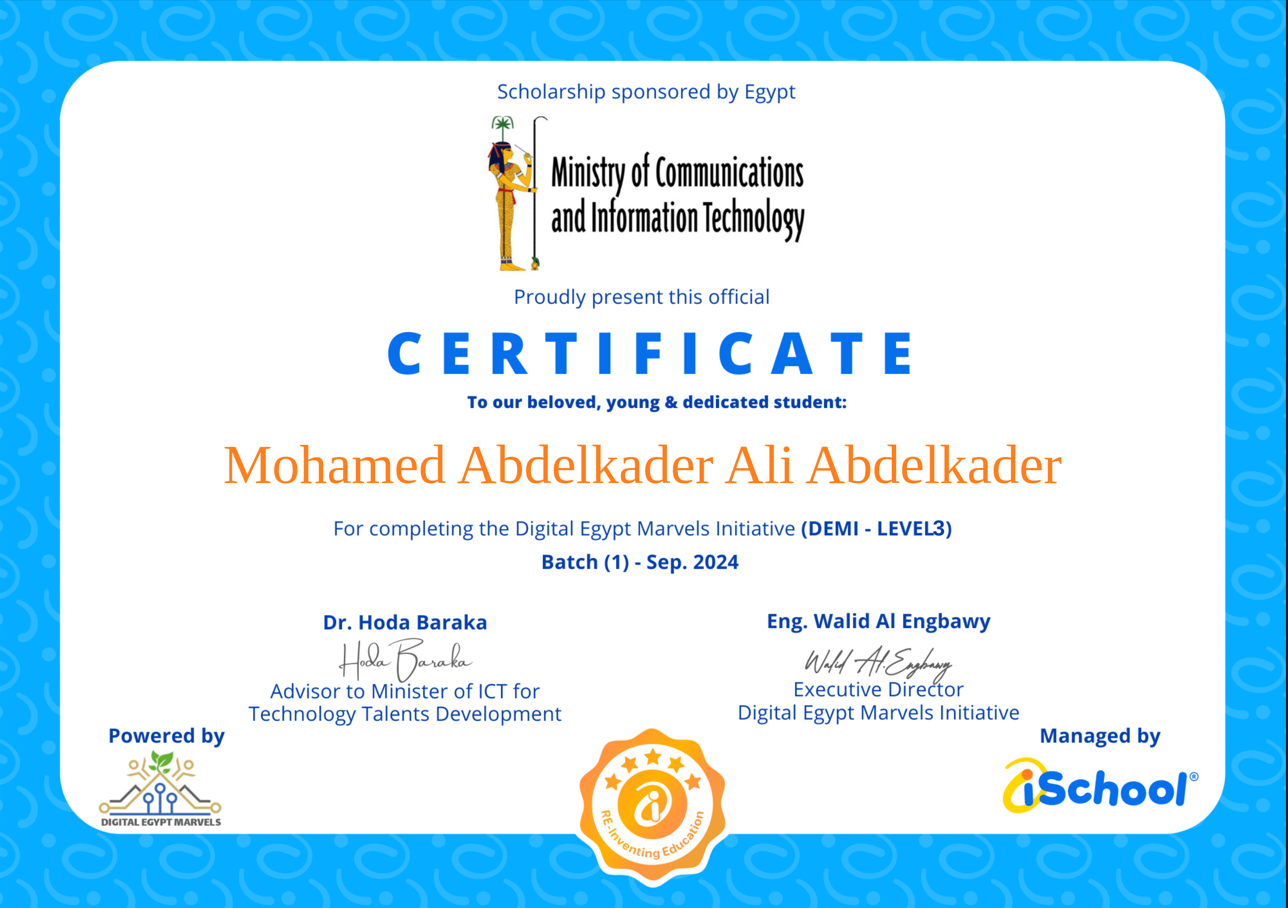 Scholarship sponsored by Egypt
Ministry of Communications
and Information Technology
Proudly present this official
CERTIFICATE
To our beloved, young & dedicated student:
Mohamed Abdelkader Ali Abdelkader
For completing the Digital Egypt Marvels Initiative (DEMI - LEVEL3)
Batch (1) - Sep. 2024
Dr. Hoda Baraka
Hoda Baraka
Advisor to Minister of ICT for
Technology Talents Development
Eng. Walid Al Engbawy
Walid Al.Engbawy
Executive Director
Digital Egypt Marvels Initiative
Powered by
DIGITAL EGYPT MARVELS
RE-Inventing Education
Managed by
iSchool®